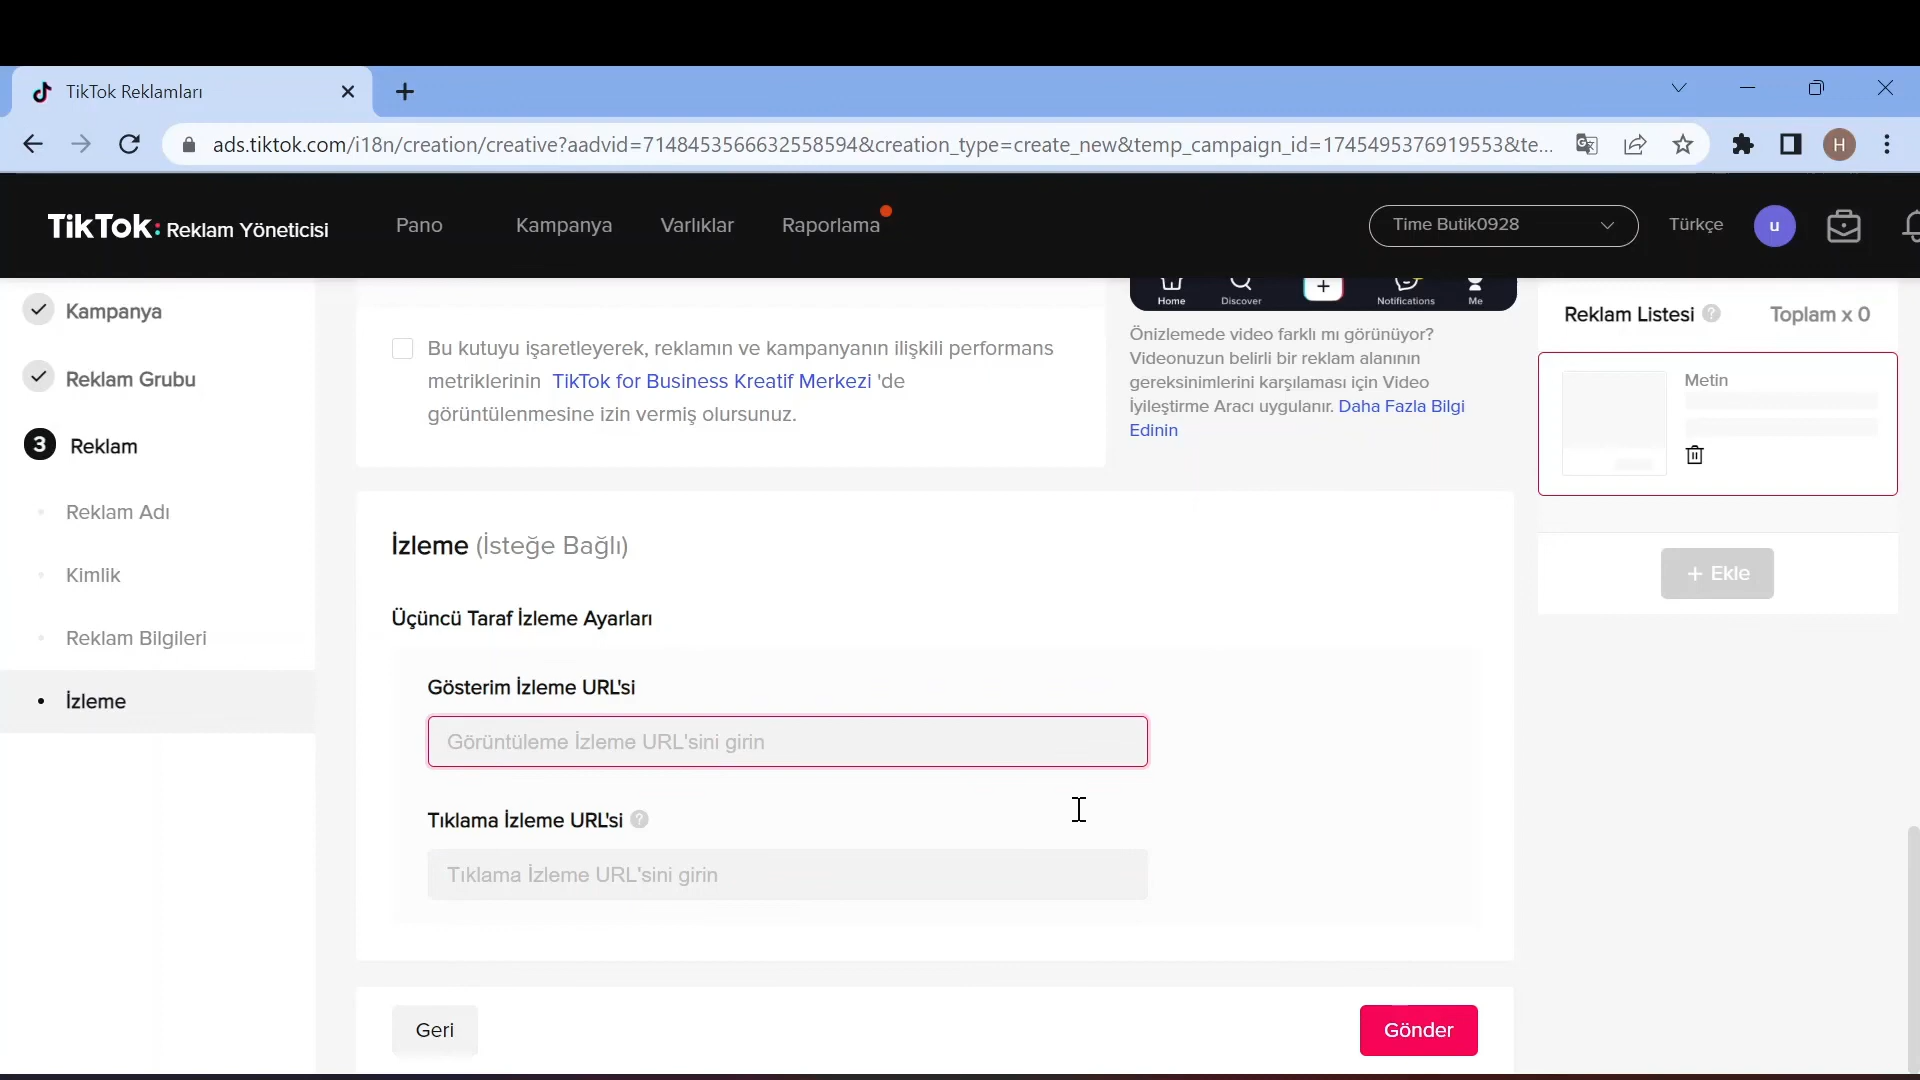 TikTok Reklamları
ads.tiktok.com/i18n/creation/creative?aadvid=7148453566632558594&creation_type=create_new&temp_campaign_id=1745495376919553&te...
H
TikTok: Reklam Yöneticisi
Pano
Kampanya
Varlıklar
Raporlama
Time Butik0928
Türkçe
u
Kampanya
Reklam Grubu
3 Reklam
Reklam Adı
Kimlik
Reklam Bilgileri
İzleme
Bu kutuyu işaretleyerek, reklamın ve kampanyanın ilişkili performans
metriklerinin TikTok for Business Kreatif Merkezi 'de
görüntülenmesine izin vermiş olursunuz.
Home
Discover
Notifications
Me
Önizlemede video farklı mı görünüyor?
Videonuzun belirli bir reklam alanının
gereksinimlerini karşılaması için Video
İyileştirme Aracı uygulanır. Daha Fazla Bilgi
Edinin
Reklam Listesi ?
Toplam x 0
Metin
+ Ekle
İzleme (İsteğe Bağlı)
Üçüncü Taraf İzleme Ayarları
Gösterim İzleme URL'si
Görüntüleme İzleme URL'sini girin
Tıklama İzleme URL'si ?
Tıklama İzleme URL'sini girin
Geri
Gönder